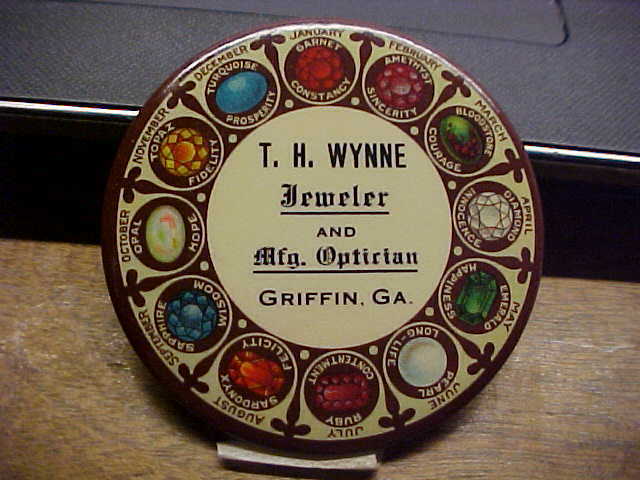 T. H. WYNNE
Jeweler
AND
Mfg. Optician
GRIFFIN, GA.
JANUARY
GARNET
CONSTANCY
FEBRUARY
AMETHYST
SINCERITY
MARCH
BLOODSTONE
COURAGE
APRIL
DIAMOND
INNOCENCE
MAY
EMERALD
HAPPINESS
JUNE
PEARL
LONG-LIFE
JULY
RUBY
CONTENTMENT
AUGUST
SARDONYX
FELICITY
SEPTEMBER
SAPPHIRE
WISDOM
OCTOBER
OPAL
HOPE
NOVEMBER
TOPAZ
FIDELITY
DECEMBER
TURQUOISE
PROSPERITY